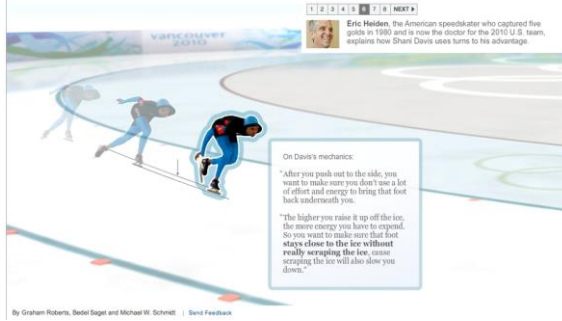 1 2 3 4 5 6 7 8 NEXT
Eric Heiden, the American speedskater who captured five
golds in 1980 and is now the doctor for the 2010 U.S. team,
explains how Shani Davis uses turns to his advantage.
vancouver
2010
On Davis's mechanics:
"After you push out to the side, you
want to make sure you don't use a lot
of effort and energy to bring that foot
back underneath you.
"The higher you raise it up off the ice,
the more energy you have to expend.
So you want to make sure that foot
stays close to the ice without
really scraping the ice, cause
scraping the ice will also slow you
down."
By Graham Roberts, Bedel Saget and Michael W. Schmidt | Send Feedback